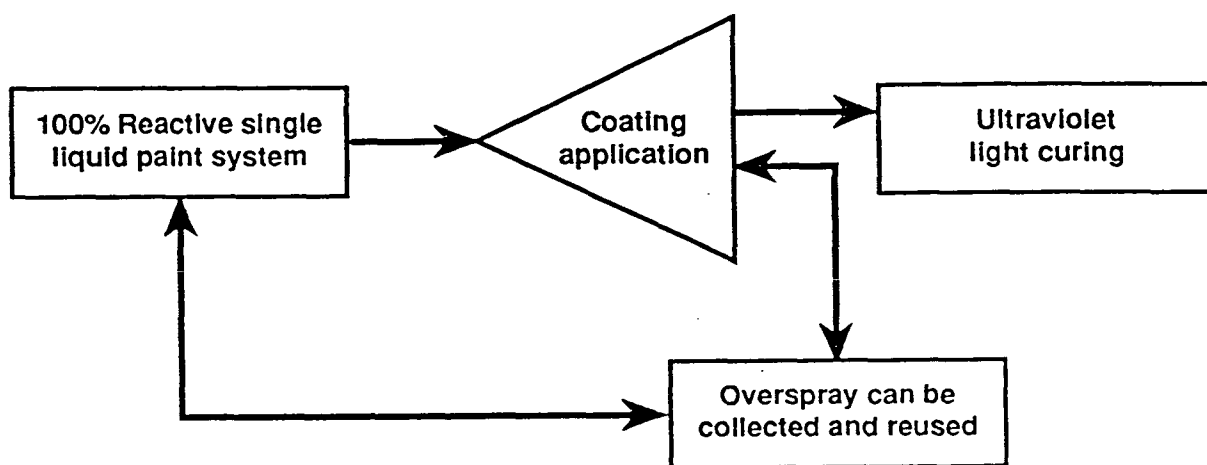 100% Reactive single
liquid paint system
Coating
application
Ultraviolet
light curing
Overspray can be
collected and reused